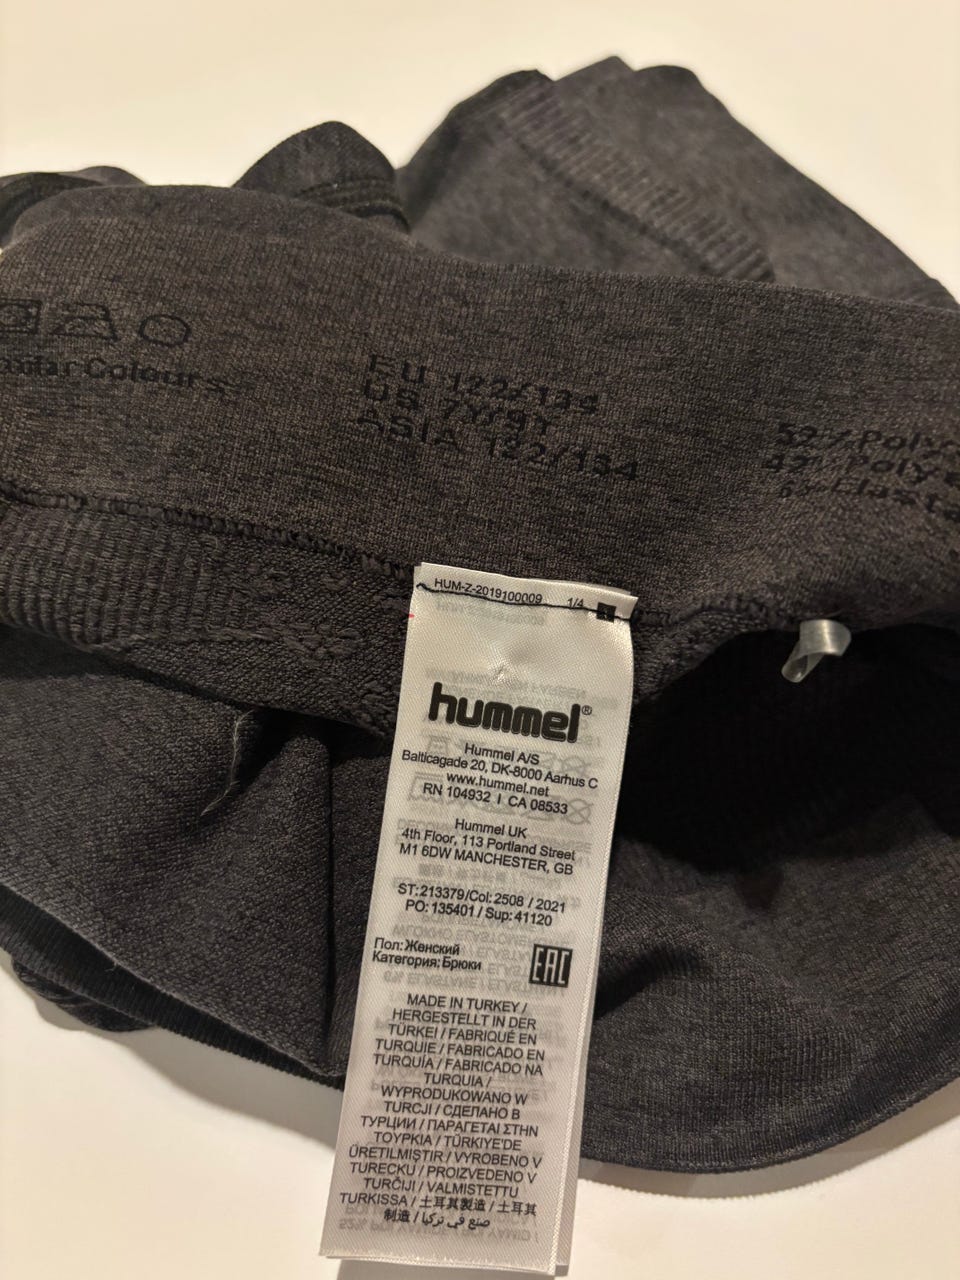 Colours
EU 122/134
US 7Y/9Y
ASIA 122/134
52%
42%
6%
HUM-Z-2019100009 1/4
hummel®
Hummel A/S
Balticagade 20, DK-8000 Aarhus C
www.hummel.net
RN 104932 I CA 08533
Hummel UK
4th Floor, 113 Portland Street
M1 6DW MANCHESTER, GB
ST:213379/Col:2508 / 2021
PO:135401 / Sup:41120
Пол:Женский
Категория:Брюки
EAC
MADE IN TURKEY /
HERGESTELLT IN DER
TÜRKEI / FABRIQUÉ EN
TURQUIE / FABRICADO EN
TURQUÍA / FABRICADO NA
TURQUIA /
WYPRODUKOWANO W
TURCJI / СДЕЛАНО В
ТУРЦИИ / ΠΑΡΑΓΕΤΑΙ ΣΤΗΝ
ΤΟΥΡΚΙΑ / TÜRKİYE'DE
ÜRETİLMİŞTİR / VYROBENO V
TURECKU / PROIZVEDENO V
TURČIJI / VALMISTETTU
TURKISSA / 土耳其製造 / 土耳其
制造 / صنع في تركيا